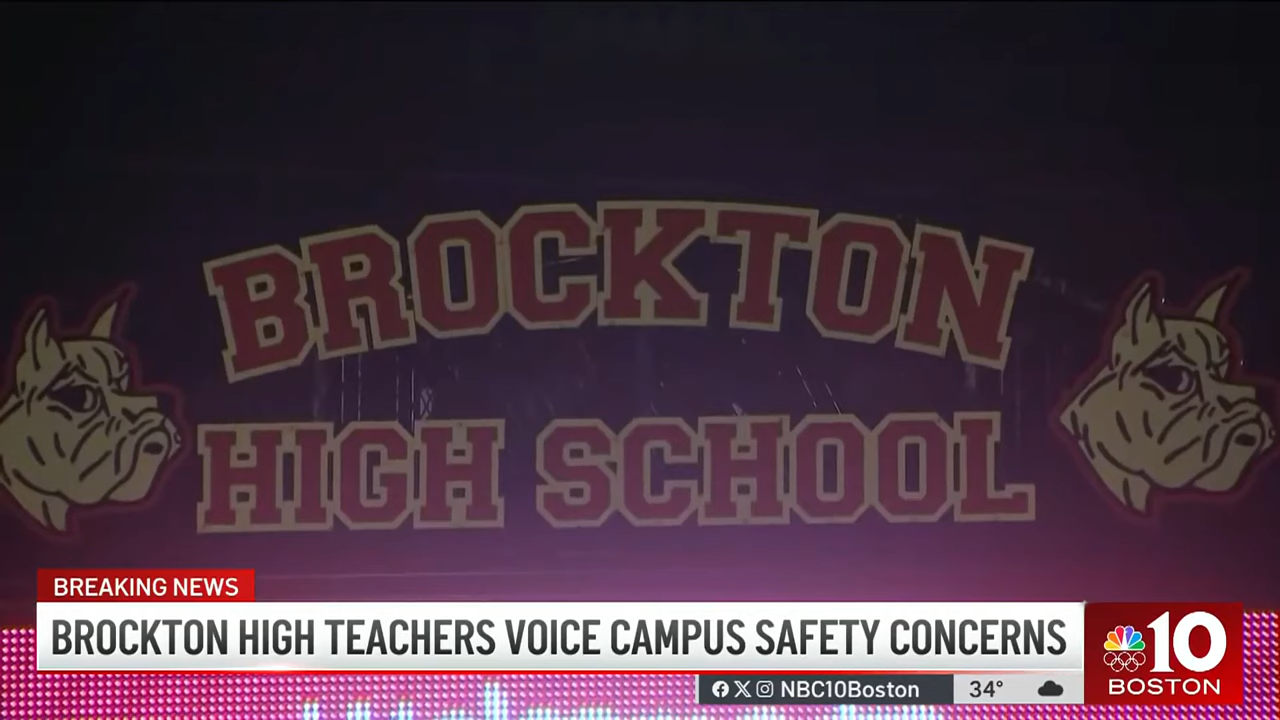 BROCKTON
HIGH SCHOOL
BREAKING NEWS
BROCKTON HIGH TEACHERS VOICE CAMPUS SAFETY CONCERNS
10
BOSTON
NBC10Boston
34°